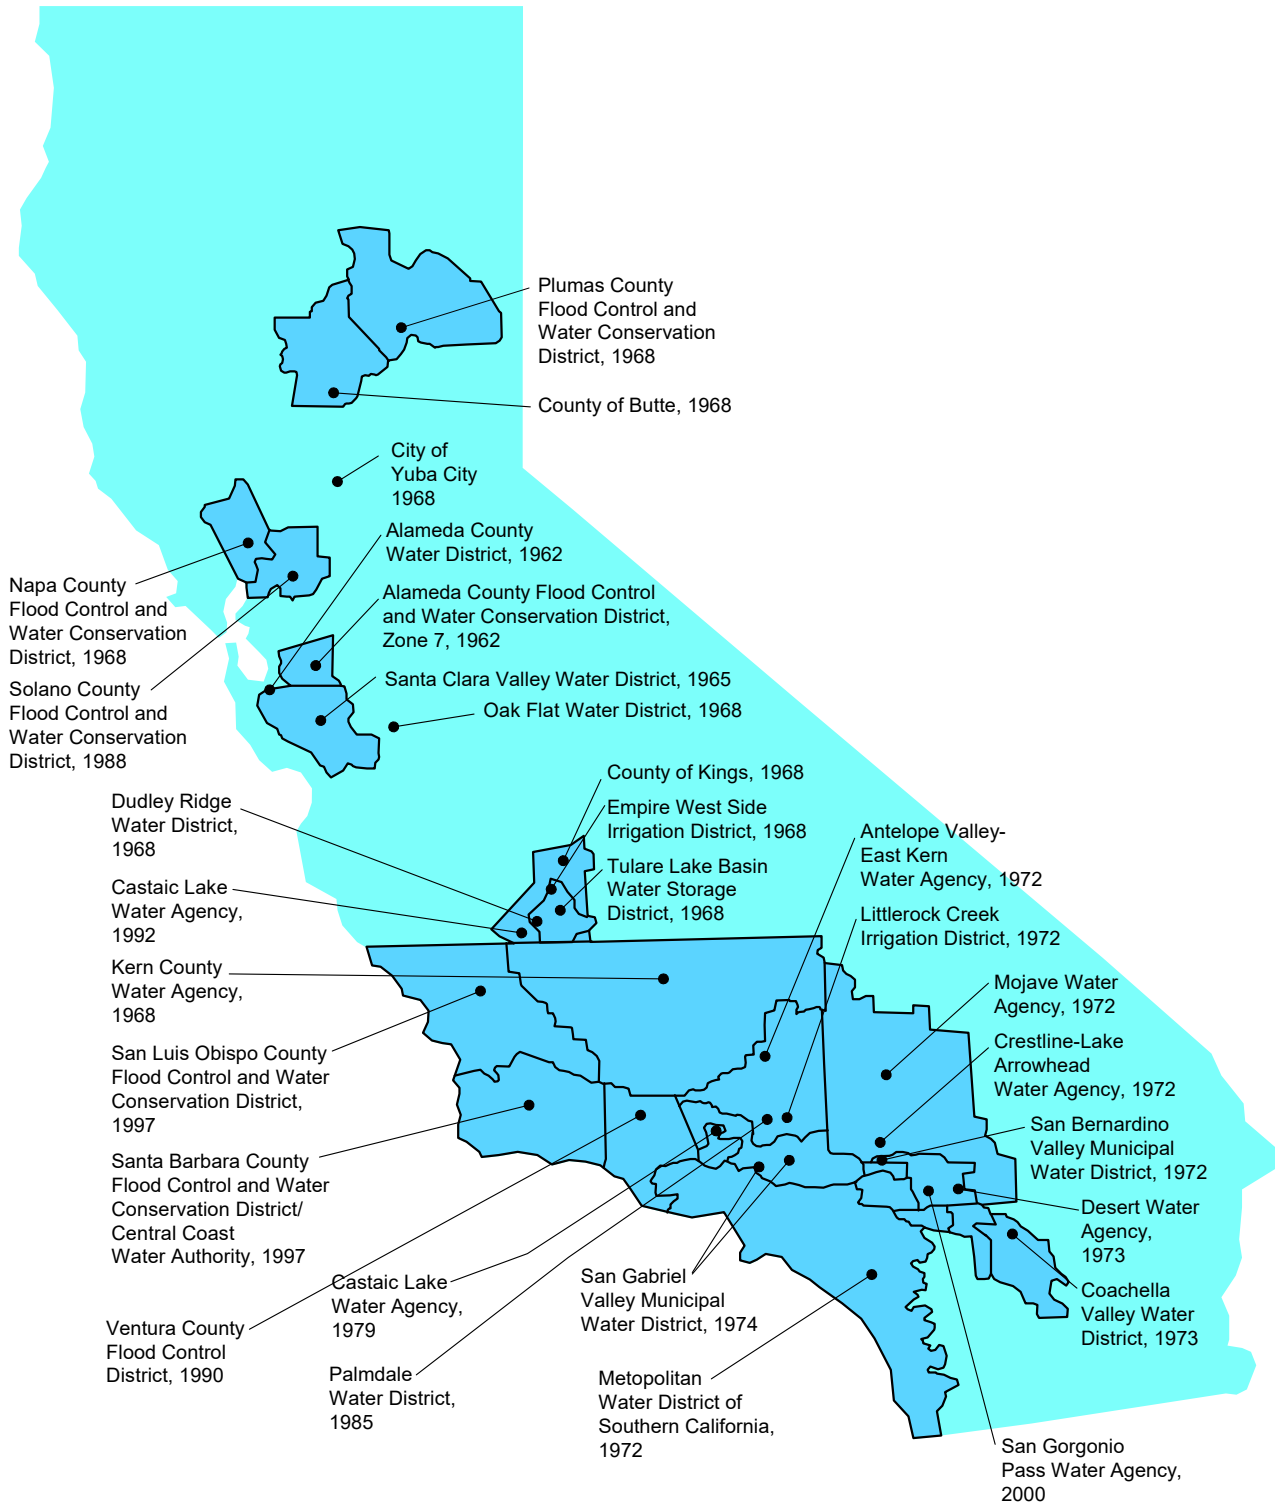 Plumas County
Flood Control and
Water Conservation
District, 1968
County of Butte, 1968
City of
Yuba City
1968
Alameda County
Water District, 1962
Napa County
Flood Control and
Water Conservation
District, 1968
Alameda County Flood Control
and Water Conservation District,
Zone 7, 1962
Santa Clara Valley Water District, 1965
Solano County
Flood Control and
Water Conservation
District, 1988
Oak Flat Water District, 1968
County of Kings, 1968
Dudley Ridge
Water District,
1968
Empire West Side
Irrigation District, 1968
Antelope Valley-
East Kern
Water Agency, 1972
Tulare Lake Basin
Water Storage
District, 1968
Castaic Lake
Water Agency,
1992
Littlerock Creek
Irrigation District, 1972
Kern County
Water Agency,
1968
Mojave Water
Agency, 1972
San Luis Obispo County
Flood Control and Water
Conservation District,
1997
Crestline-Lake
Arrowhead
Water Agency, 1972
San Bernardino
Valley Municipal
Water District, 1972
Santa Barbara County
Flood Control and Water
Conservation District/
Central Coast
Water Authority, 1997
Desert Water
Agency,
1973
Castaic Lake
Water Agency,
1979
San Gabriel
Valley Municipal
Water District, 1974
Coachella
Valley Water
District, 1973
Ventura County
Flood Control
District, 1990
Palmdale
Water District,
1985
Metopolitan
Water District of
Southern California,
1972
San Gorgonio
Pass Water Agency,
2000